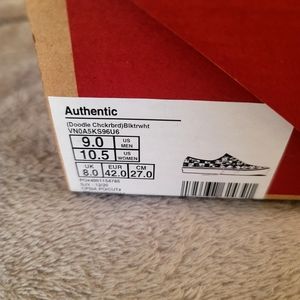 Authentic
(Doodle Chckrbrd)Blktrwht
VN0A5KS96U6
9.0 US MEN
10.5 US WOMEN
UK EUR CM
8.0 42.0 27.0